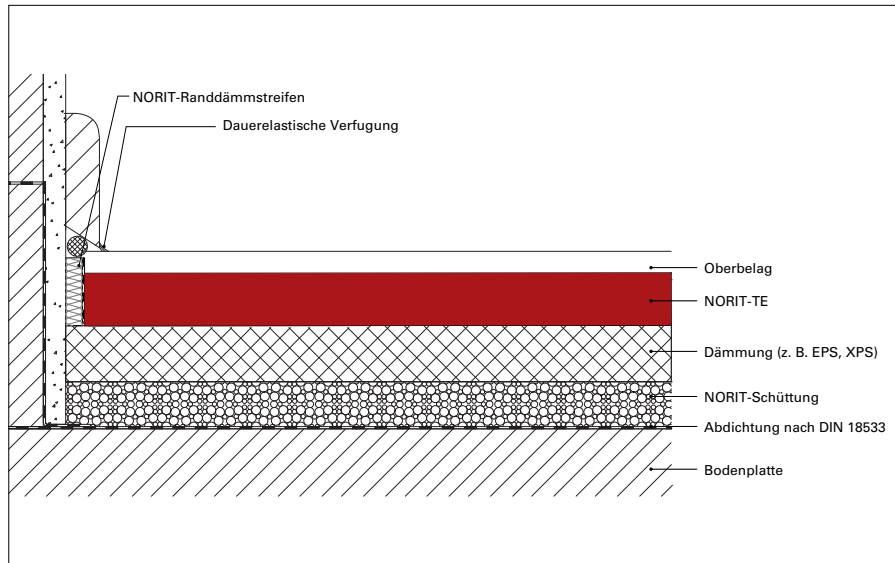 NORIT-Randdämmstreifen
Dauerelastische Verfugung
Oberbelag
NORIT-TE
Dämmung (z. B. EPS, XPS)
NORIT-Schüttung
Abdichtung nach DIN 18533
Bodenplatte